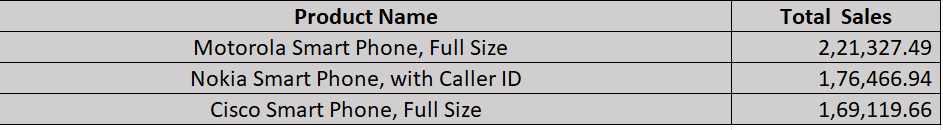 Product Name Total Sales
Motorola Smart Phone, Full Size 2,21,327.49
Nokia Smart Phone, with Caller ID 1,76,466.94
Cisco Smart Phone, Full Size 1,69,119.66